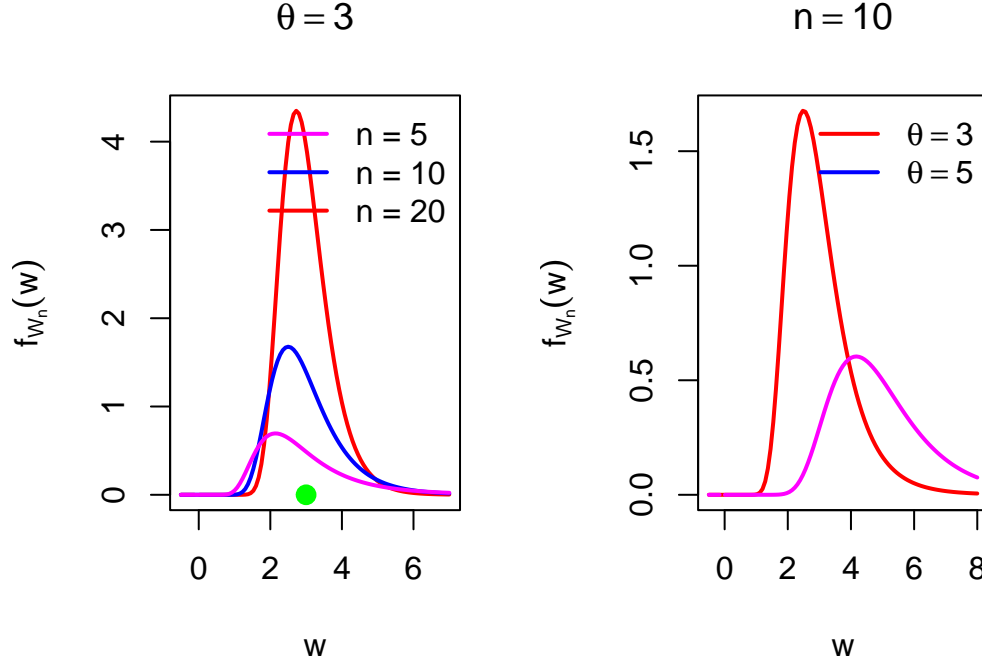 θ = 3
4
3
2
1
0
f_{W_n}(w)
n = 5
n = 10
n = 20
0 2 4 6
w
n = 10
1.5
1.0
0.5
0.0
f_{W_n}(w)
θ = 3
θ = 5
0 2 4 6 8
w